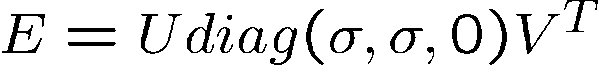 E = Udiag(σ, σ, 0)V^T